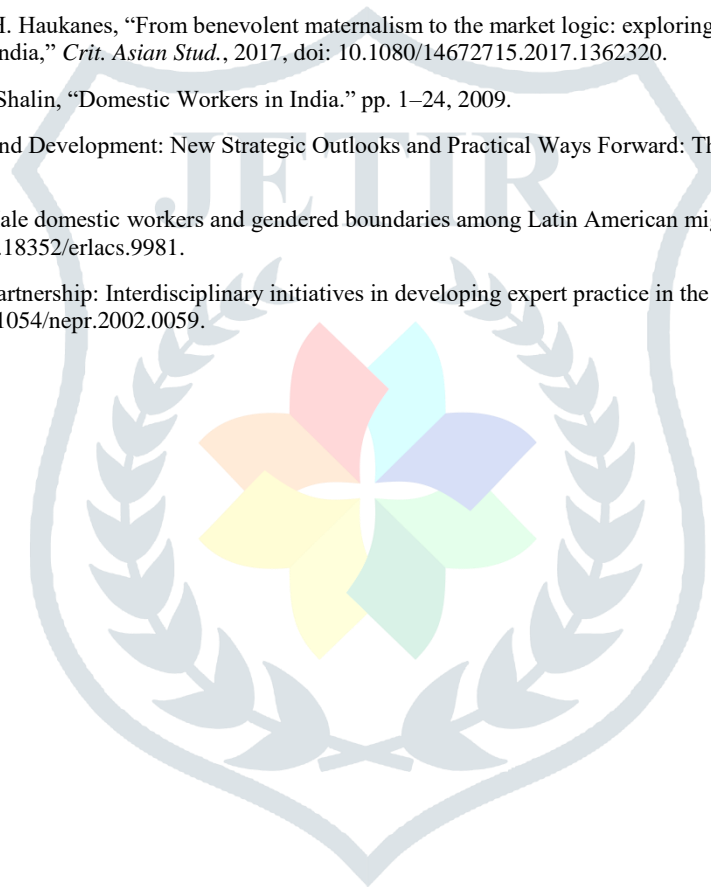 H. Haukanes, “From benevolent maternalism to the market logic: exploring
ndia,” Crit. Asian Stud., 2017, doi: 10.1080/14672715.2017.1362320.
Shalin, “Domestic Workers in India.” pp. 1–24, 2009.
nd Development: New Strategic Outlooks and Practical Ways Forward: Th
JETIR
ale domestic workers and gendered boundaries among Latin American mig
.18352/erlacs.9981.
artnership: Interdisciplinary initiatives in developing expert practice in the
1054/nepr.2002.0059.